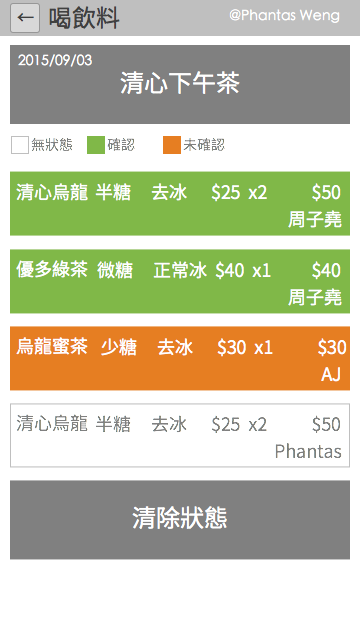 ← 喝飲料 @Phantas Weng
2015/09/03
清心下午茶
無狀態 確認 未確認
清心烏龍 半糖 去冰 $25 x2 $50
周子堯
優多綠茶 微糖 正常冰 $40 x1 $40
周子堯
烏龍蜜茶 少糖 去冰 $30 x1 $30
AJ
清心烏龍 半糖 去冰 $25 x2 $50
Phantas
清除狀態